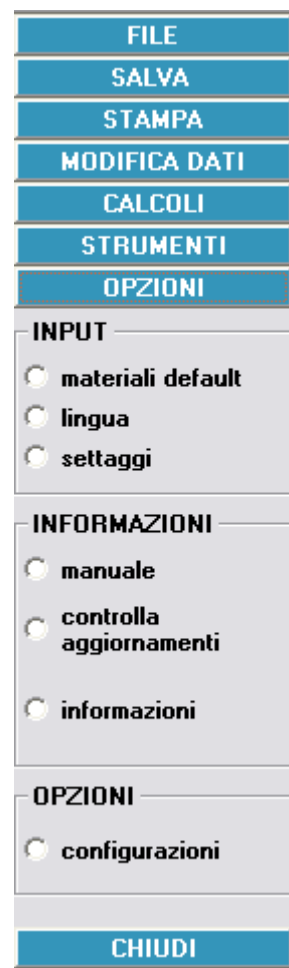 FILE
SALVA
STAMPA
MODIFICA DATI
CALCOLI
STRUMENTI
OPZIONI
INPUT
materiali default
lingua
settaggi
INFORMAZIONI
manuale
controlla
aggiornamenti
informazioni
OPZIONI
configurazioni
CHIUDI